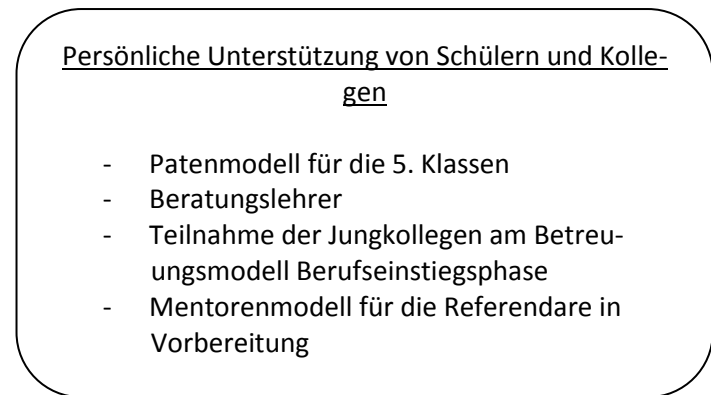 Persönliche Unterstützung von Schülern und Kolle-
gen
- Patenmodell für die 5. Klassen
- Beratungslehrer
- Teilnahme der Jungkollegen am Betreu-
ungsmodell Berufseinstiegsphase
- Mentorenmodell für die Referendare in
Vorbereitung